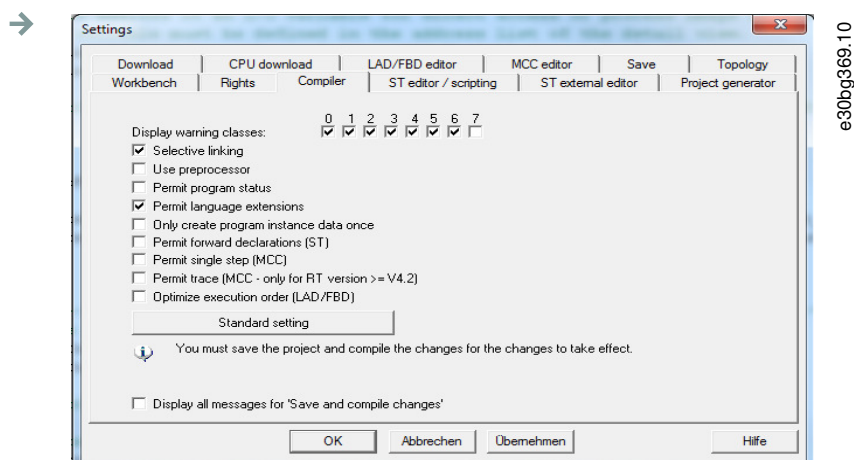 Settings
Download CPU download LAD/FBD editor MCC editor Save Topology
Workbench Rights Compiler ST editor / scripting ST external editor Project generator
0 1 2 3 4 5 6 7
Display warning classes:
Selective linking
Use preprocessor
Permit program status
Permit language extensions
Only create program instance data once
Permit forward declarations (ST)
Permit single step (MCC)
Permit trace (MCC - only for RT version >= V4.2)
Optimize execution order (LAD/FBD)
Standard setting
You must save the project and compile the changes for the changes to take effect.
Display all messages for 'Save and compile changes'
OK Abbrechen Übernehmen Hilfe
e30bg369.10